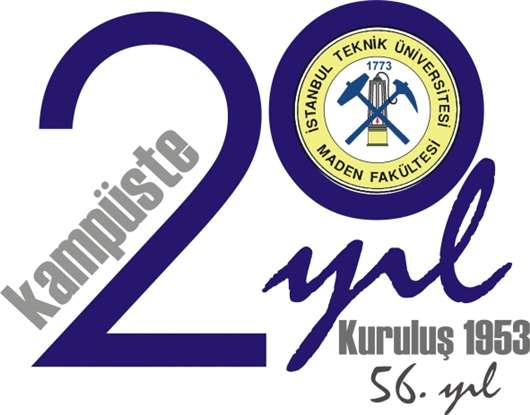 Kampüste
20
yıl
İSTANBUL TEKNİK ÜNİVERSİTESİ
1773
MADEN FAKÜLTESİ
Kuruluş 1953
56. yıl